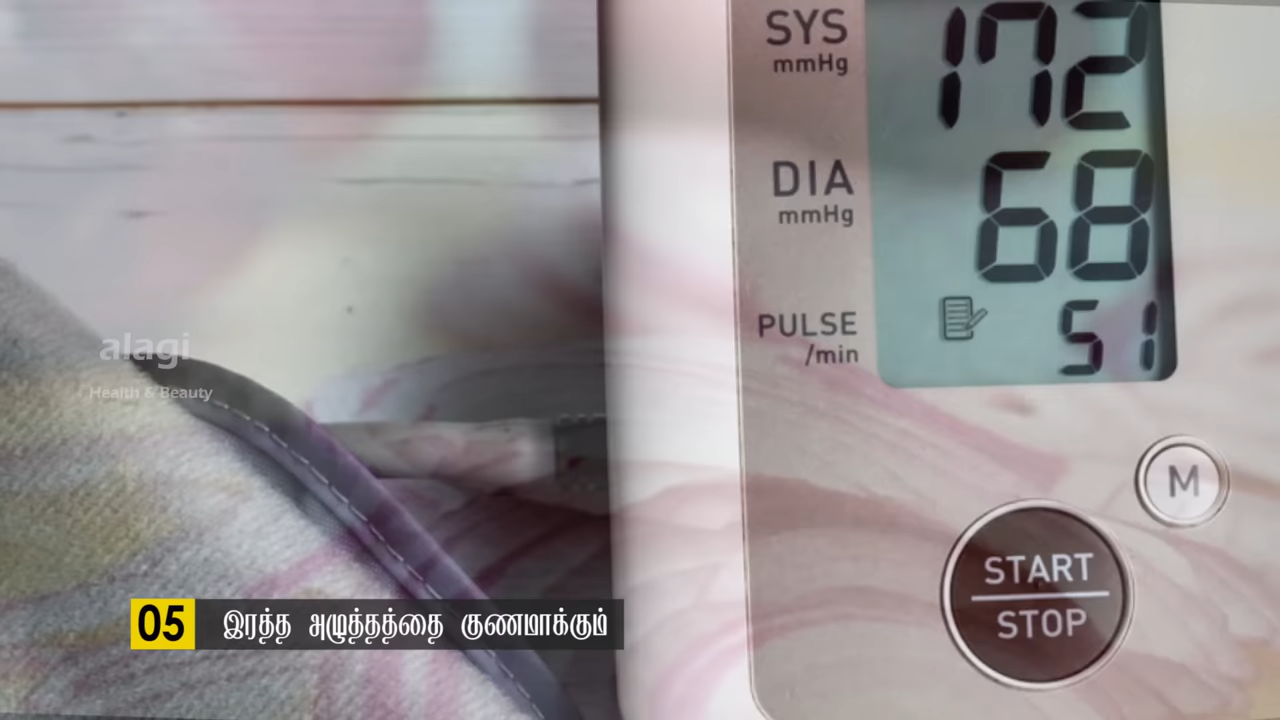 SYS
mmHg
172
DIA
mmHg
68
PULSE
/min
51
alagi
Health & Beauty
M
START
STOP
05 இரத்த அழுத்தத்தை குணமாக்கும்